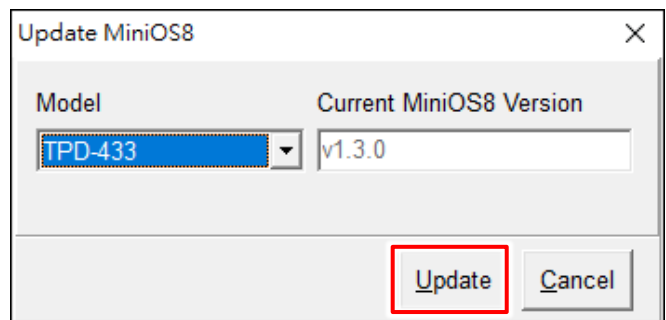 Update MiniOS8
Model
Current MiniOS8 Version
TPD-433
v1.3.0
Update
Cancel